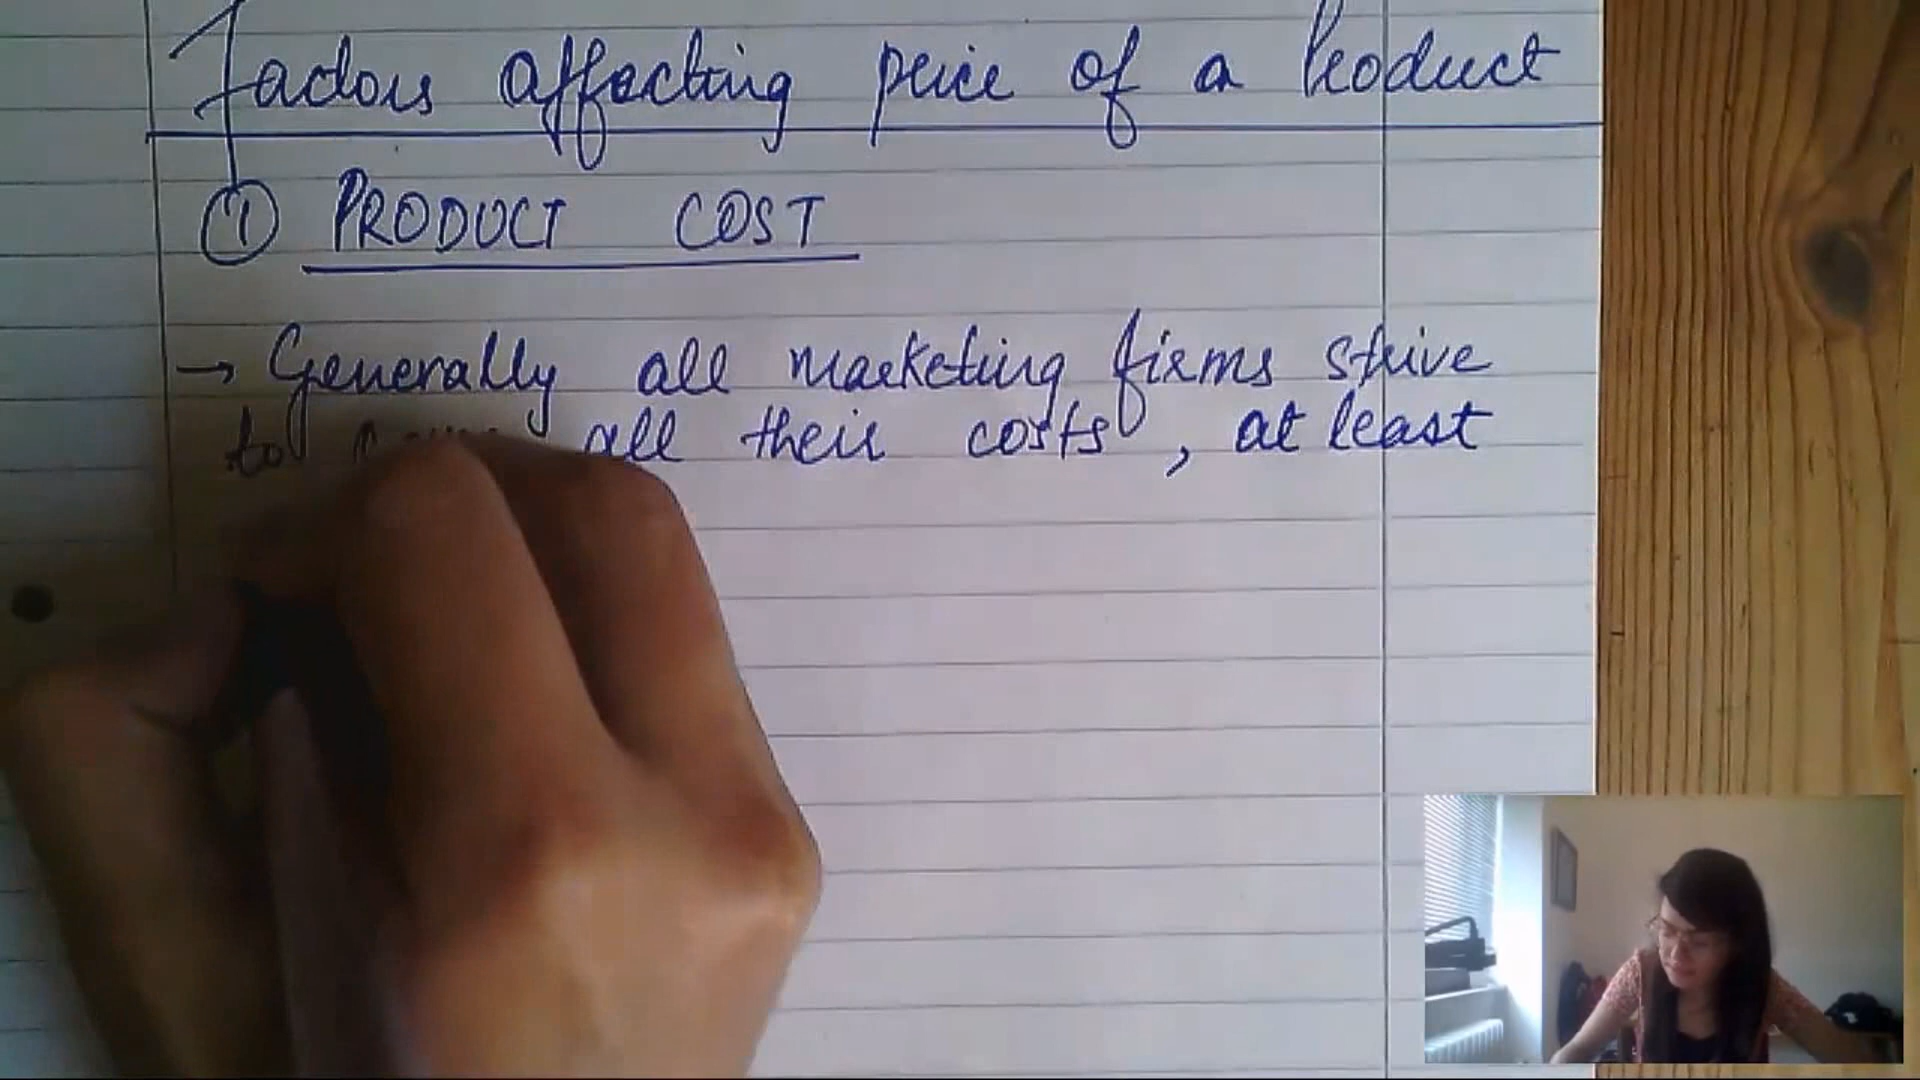 Factors affecting price of a Product
① PRODUCT COST
→ Generally all marketing firms strive
to all their costs, at least